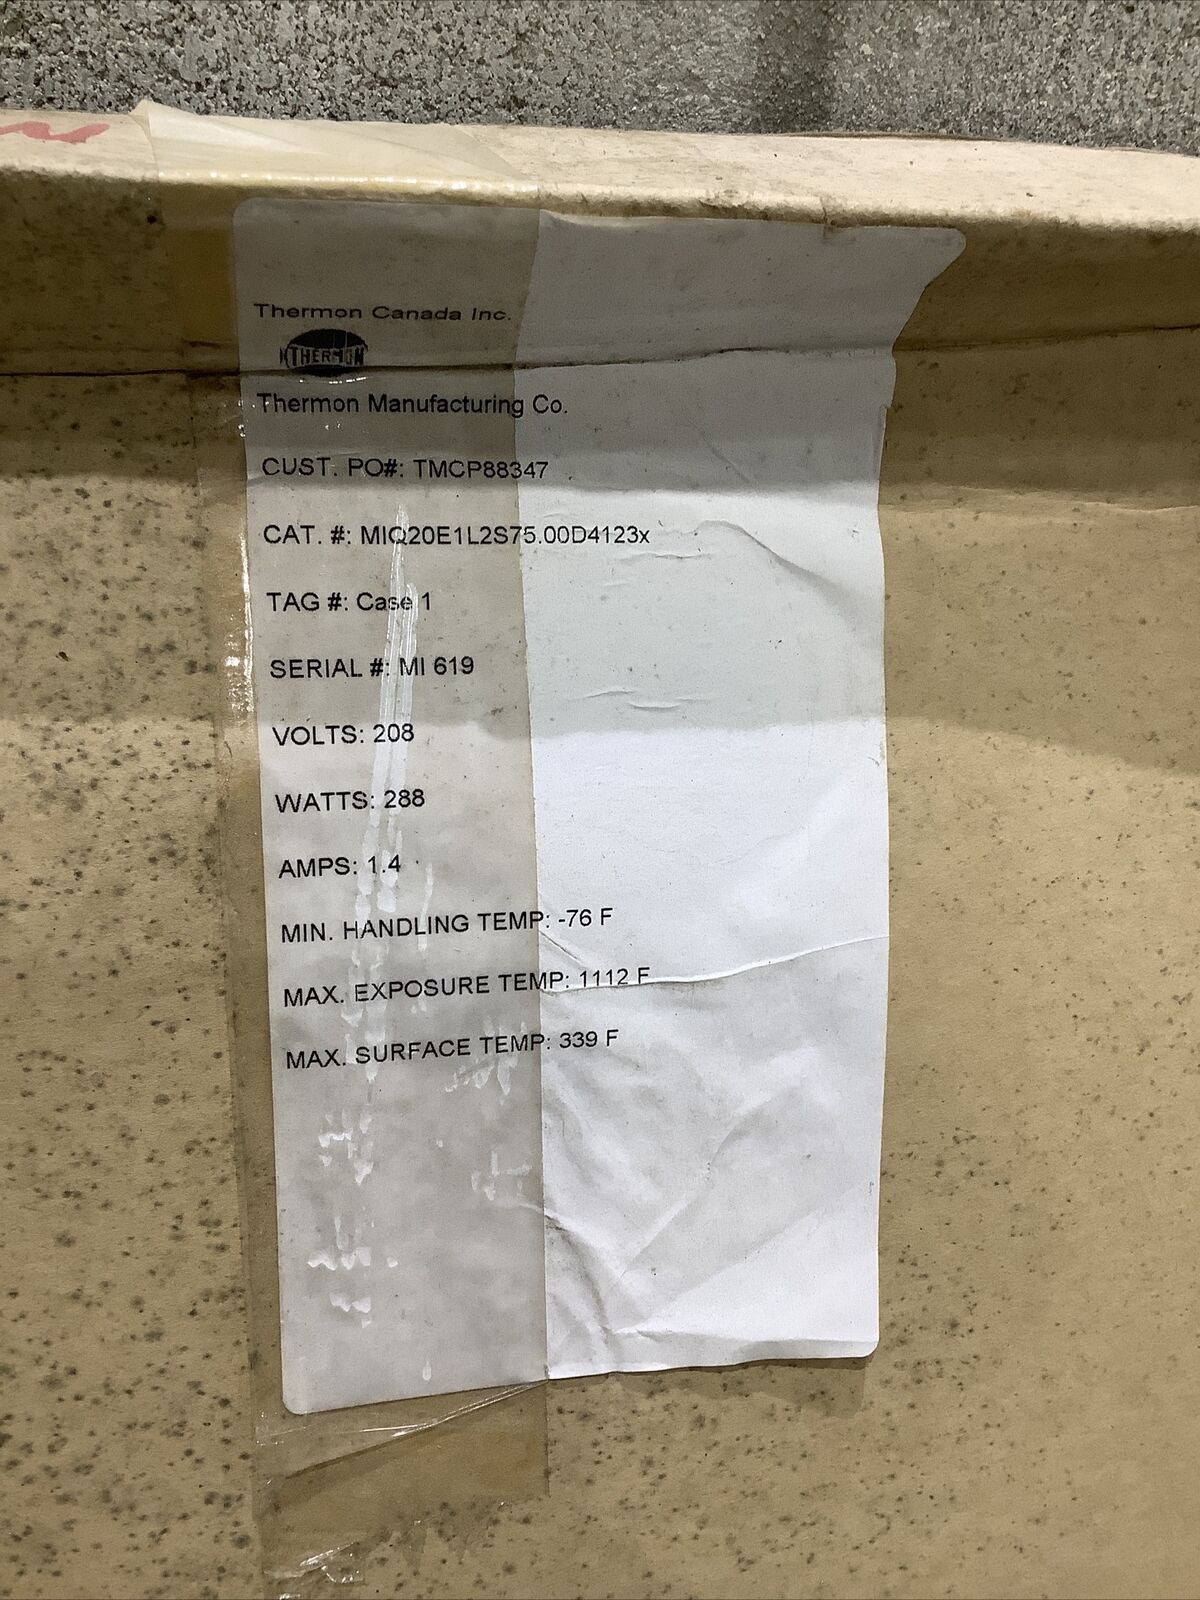 Thermon Canada Inc.
THERMON
Thermon Manufacturing Co.
CUST. PO#: TMCP88347
CAT. #: MIQ20E1L2S75.00D4123x
TAG #: Case 1
SERIAL #: MI 619
VOLTS: 208
WATTS: 288
AMPS: 1.4
MIN. HANDLING TEMP: -76 F
MAX. EXPOSURE TEMP: 1112 F
MAX. SURFACE TEMP: 339 F